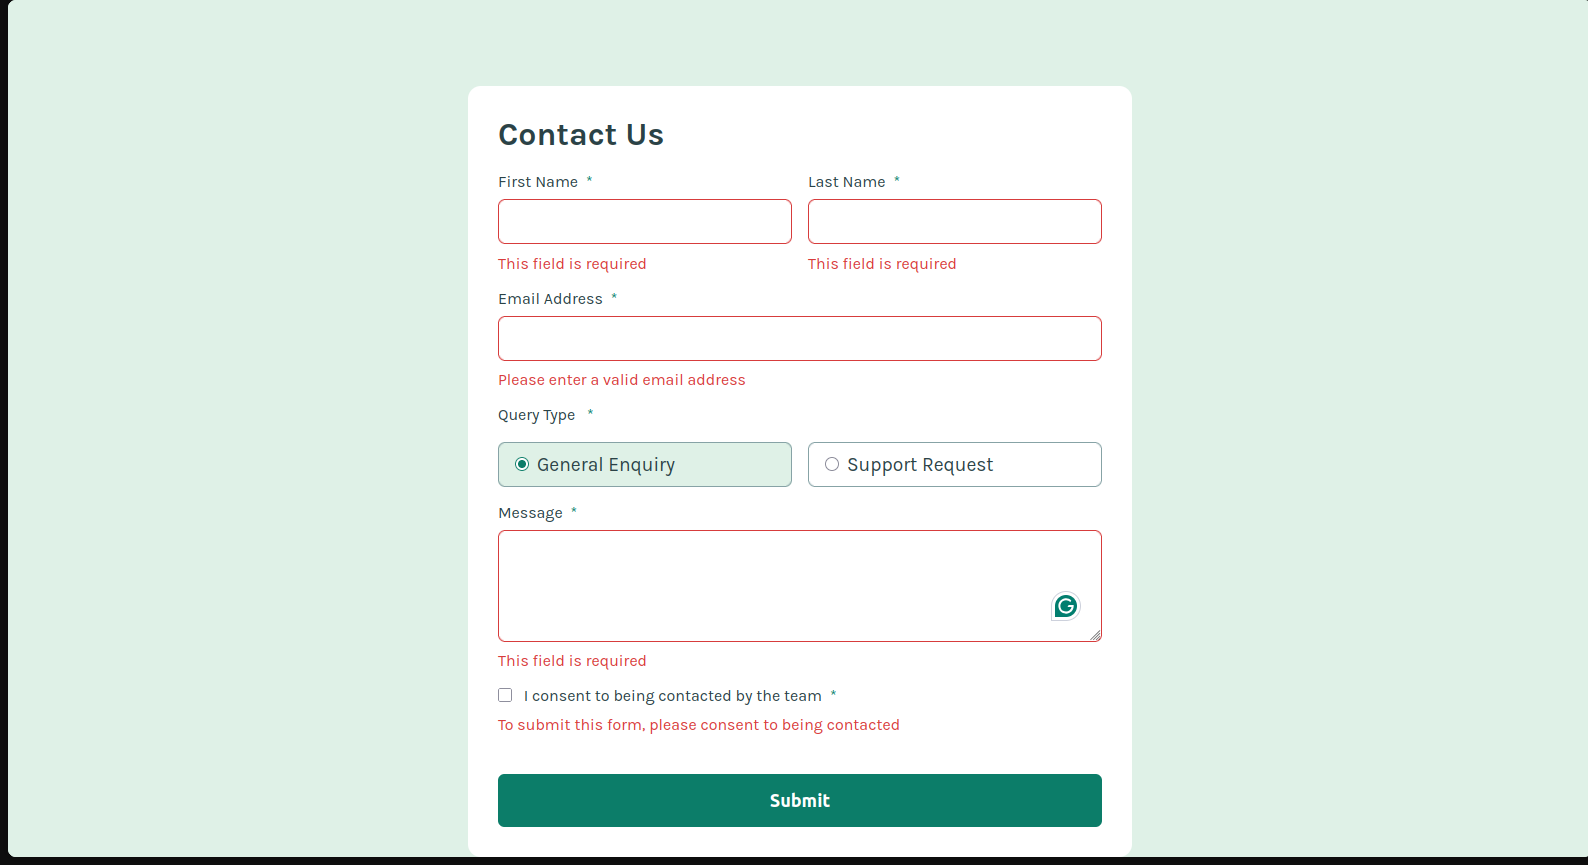 Contact Us
First Name *
Last Name *
This field is required
This field is required
Email Address *
Please enter a valid email address
Query Type *
General Enquiry
Support Request
Message *
This field is required
I consent to being contacted by the team *
To submit this form, please consent to being contacted
Submit